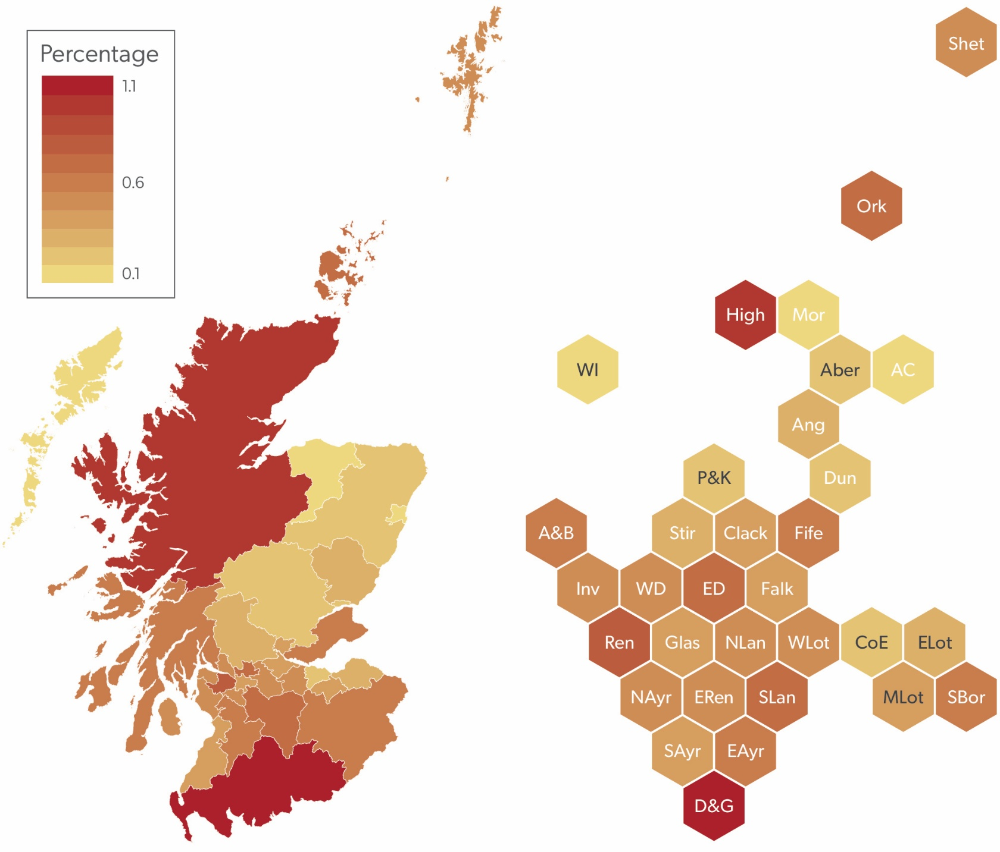 Percentage
1.1
0.6
0.1
Shet
Ork
High Mor
WI Aber AC
Ang
P&K Dun
A&B Stir Clack Fife
Inv WD ED Falk
Ren Glas NLan WLot CoE ELot
NAyr ERen SLan MLot SBor
SAyr EAyr
D&G